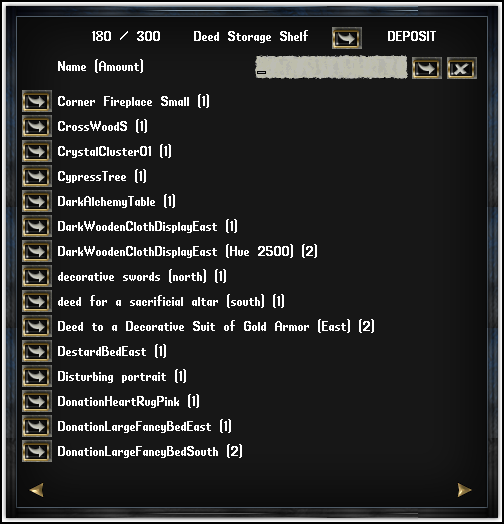 180 / 300 Deed Storage Shelf DEPOSIT
Name (Amount)
Corner Fireplace Small (1)
CrossWoodS (1)
CrystalCluster01 (1)
CypressTree (1)
DarkAlchemyTable (1)
DarkWoodenClothDisplayEast (1)
DarkWoodenClothDisplayEast (Hue 2500) (2)
decorative swords (north) (1)
deed for a sacrificial altar (south) (1)
Deed to a Decorative Suit of Gold Armor (East) (2)
DestardBedEast (1)
Disturbing portrait (1)
DonationHeartRugPink (1)
DonationLargeFancyBedEast (1)
DonationLargeFancyBedSouth (2)